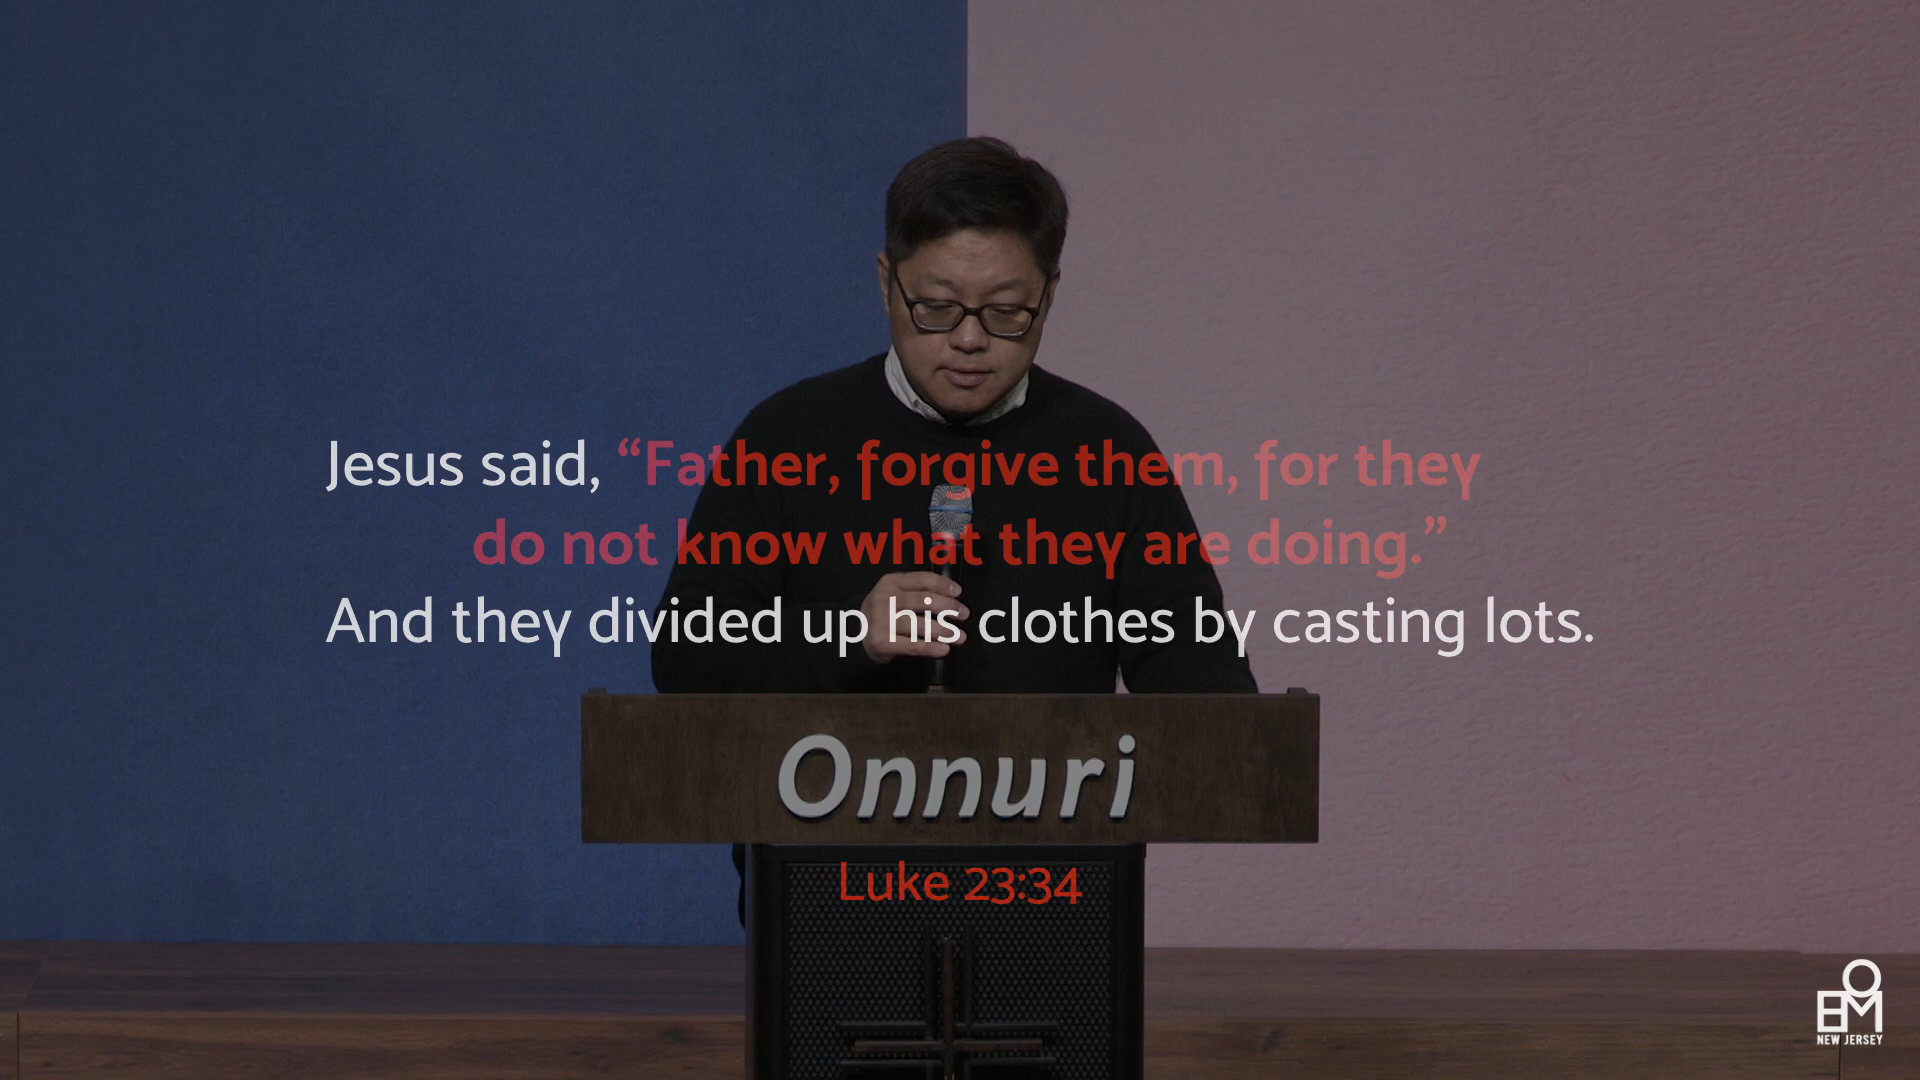 Jesus said, “Father, forgive them, for they
do not know what they are doing.”
And they divided up his clothes by casting lots.
Onnuri
Luke 23:34
OEM
NEW JERSEY